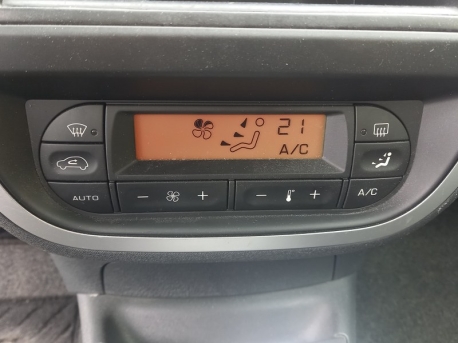 21
A/C
AUTO
− + − + A/C